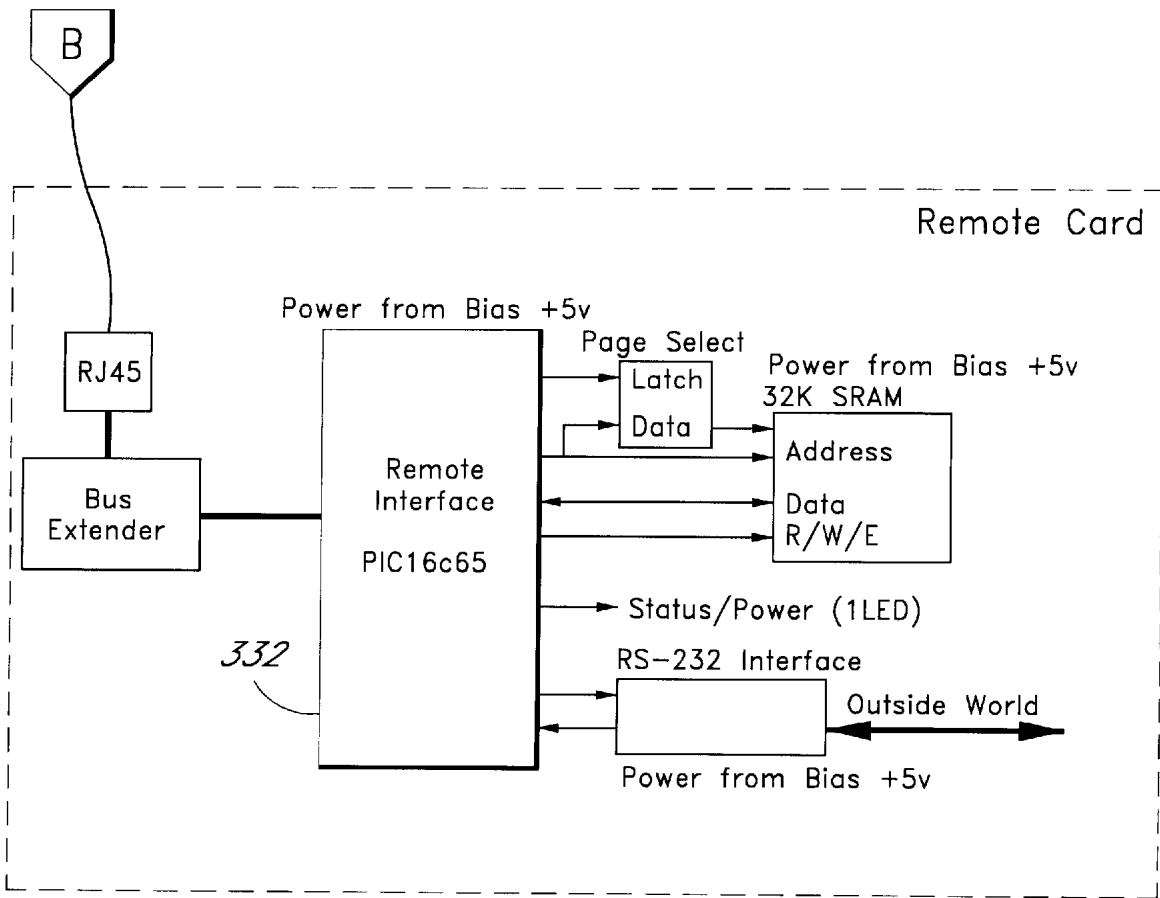 B
Remote Card
Power from Bias +5v
Page Select
RJ45
Latch
Data
Power from Bias +5v
32K SRAM
Address
Data
R/W/E
Bus
Extender
Remote
Interface
PIC16c65
Status/Power (1LED)
332
RS-232 Interface
Outside World
Power from Bias +5v